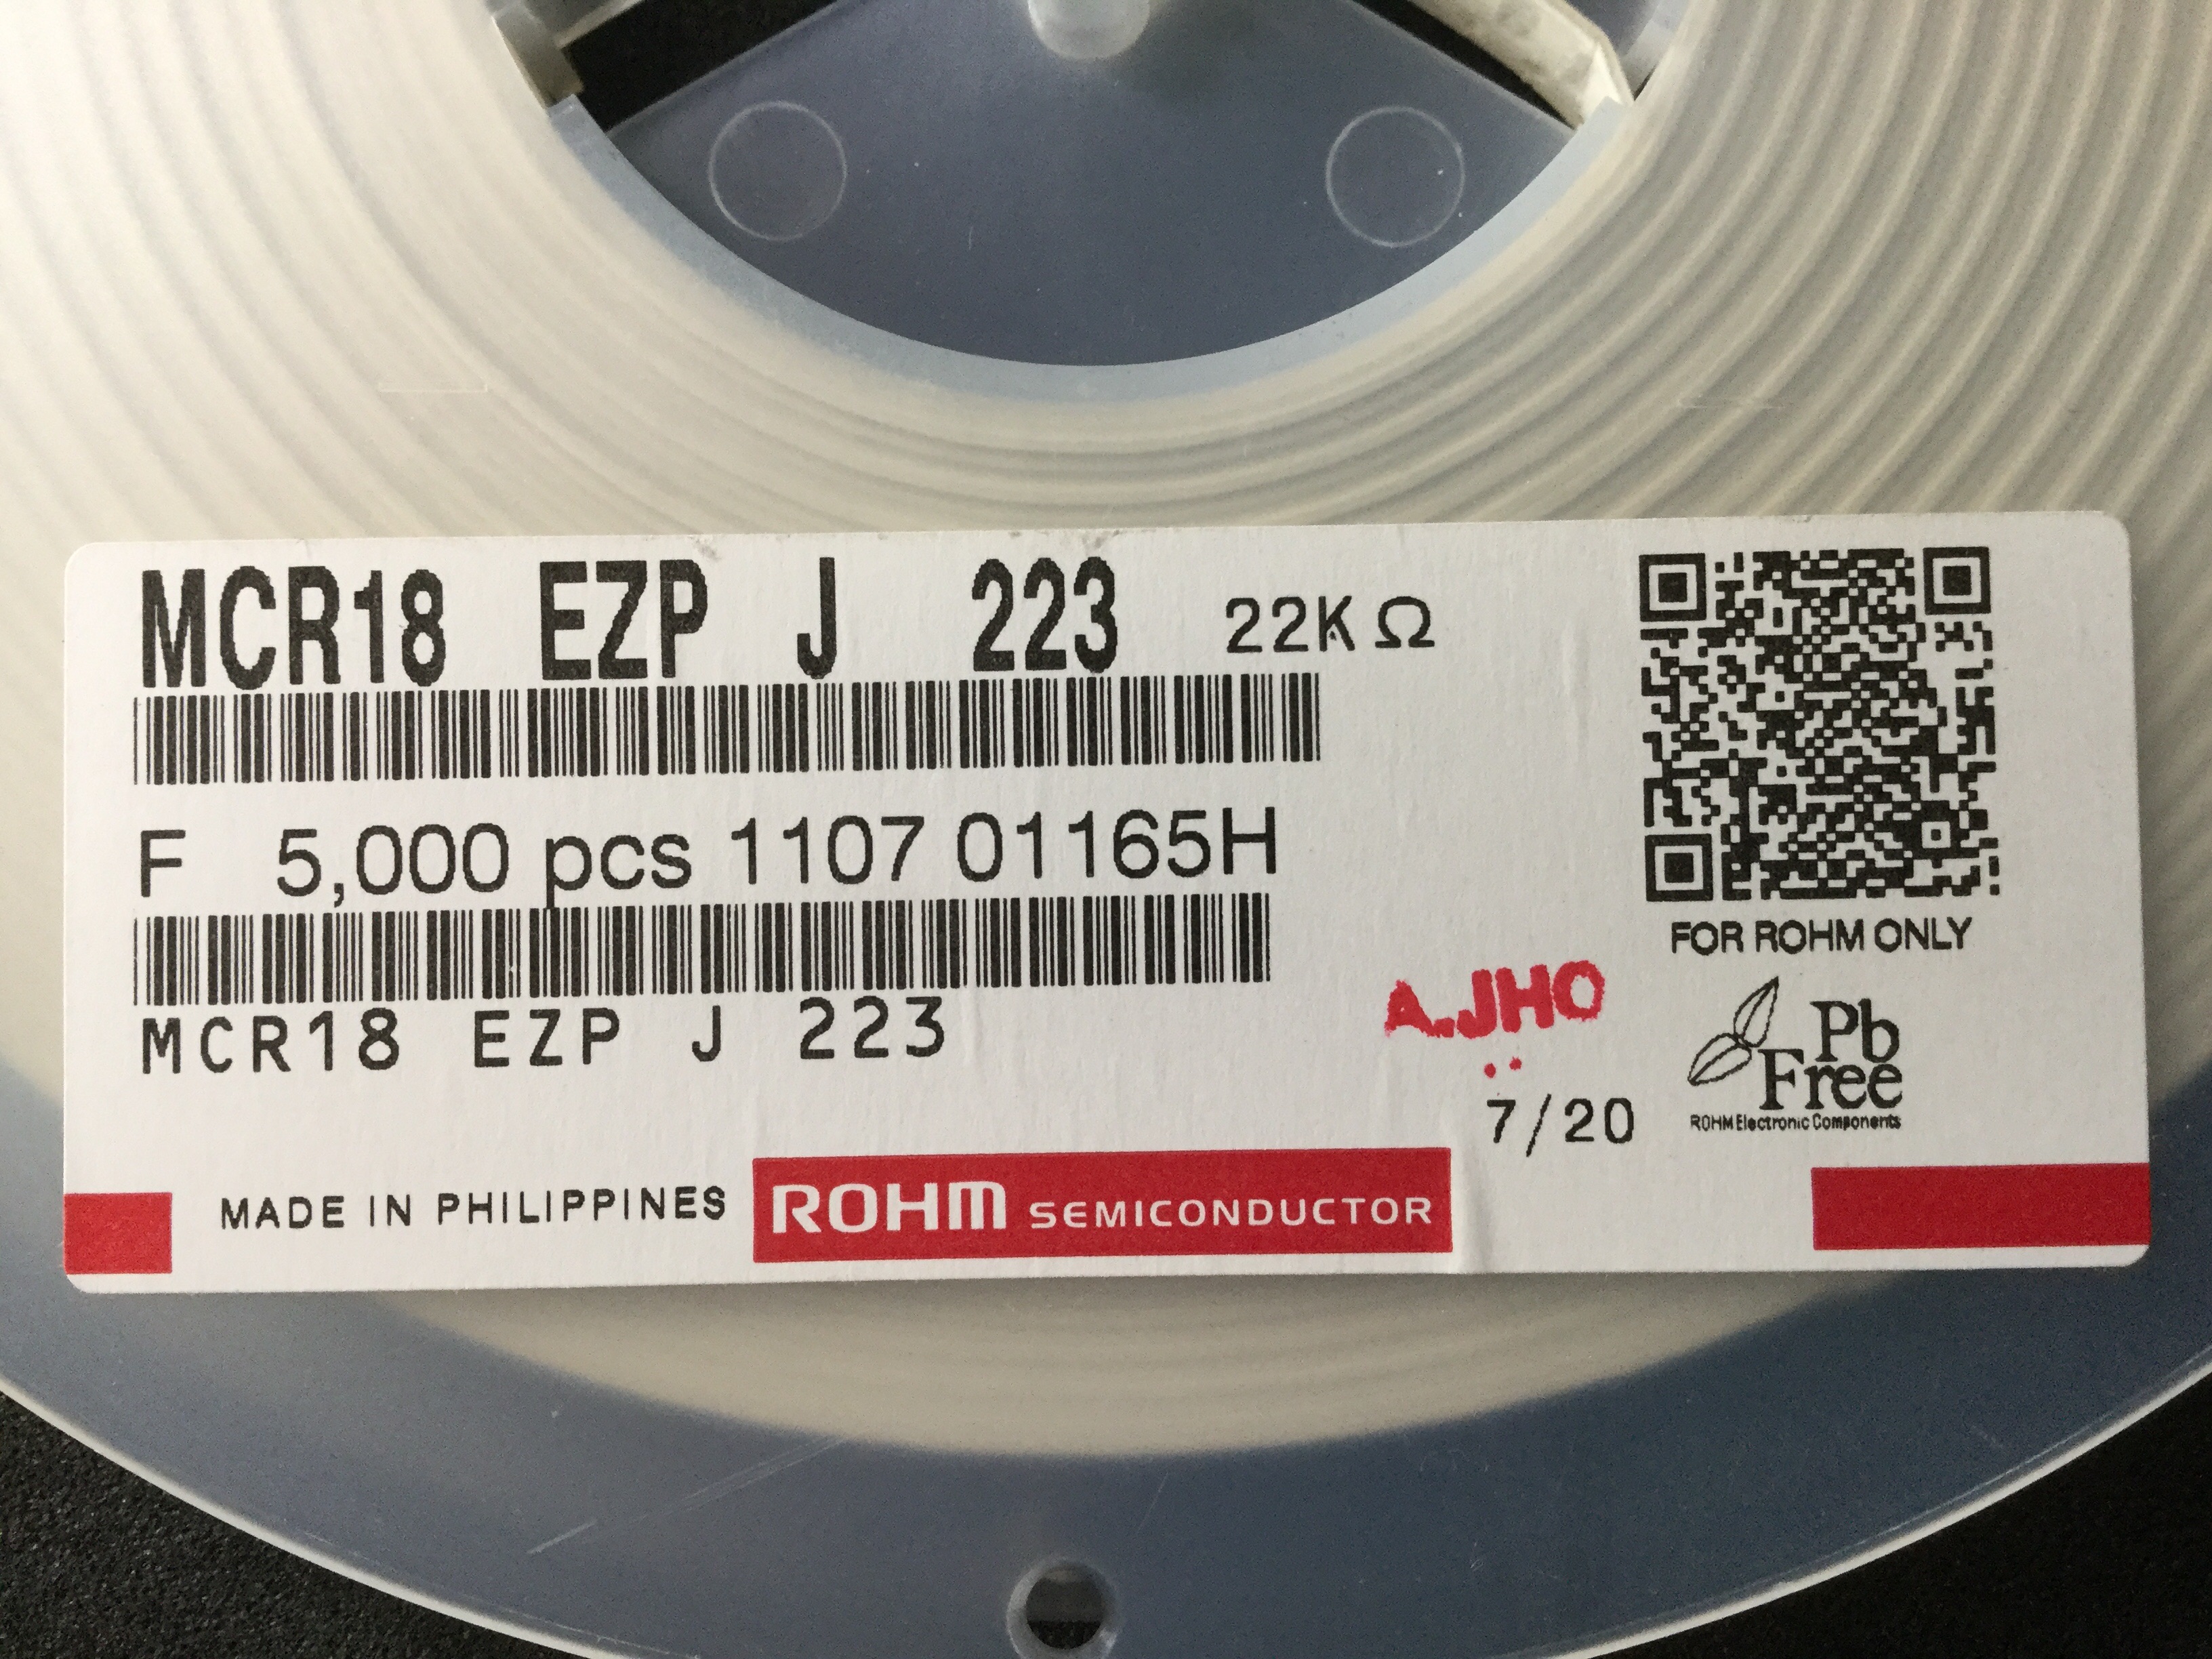 MCR18 EZP J 223 22KΩ
F 5,000 pcs 1107 01165H
MCR18 EZP J 223
FOR ROHM ONLY
A.JHO
7/20
Pb
Free
ROHM Electronic Components
MADE IN PHILIPPINES
ROHM SEMICONDUCTOR